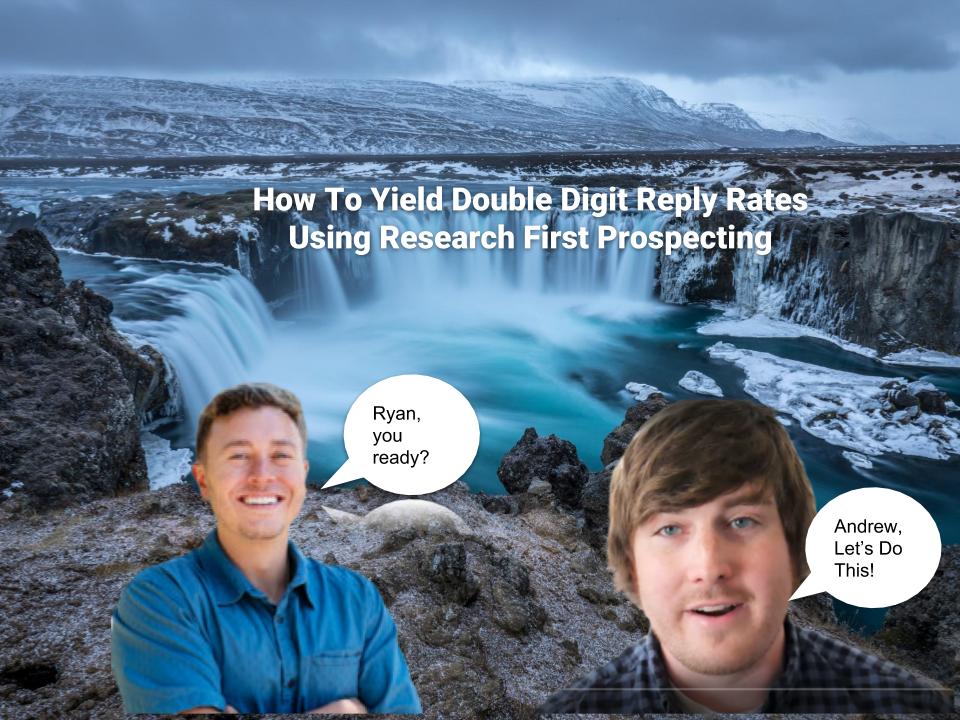 How To Yield Double Digit Reply Rates
Using Research First Prospecting
Ryan,
you
ready?
Andrew,
Let's Do
This!